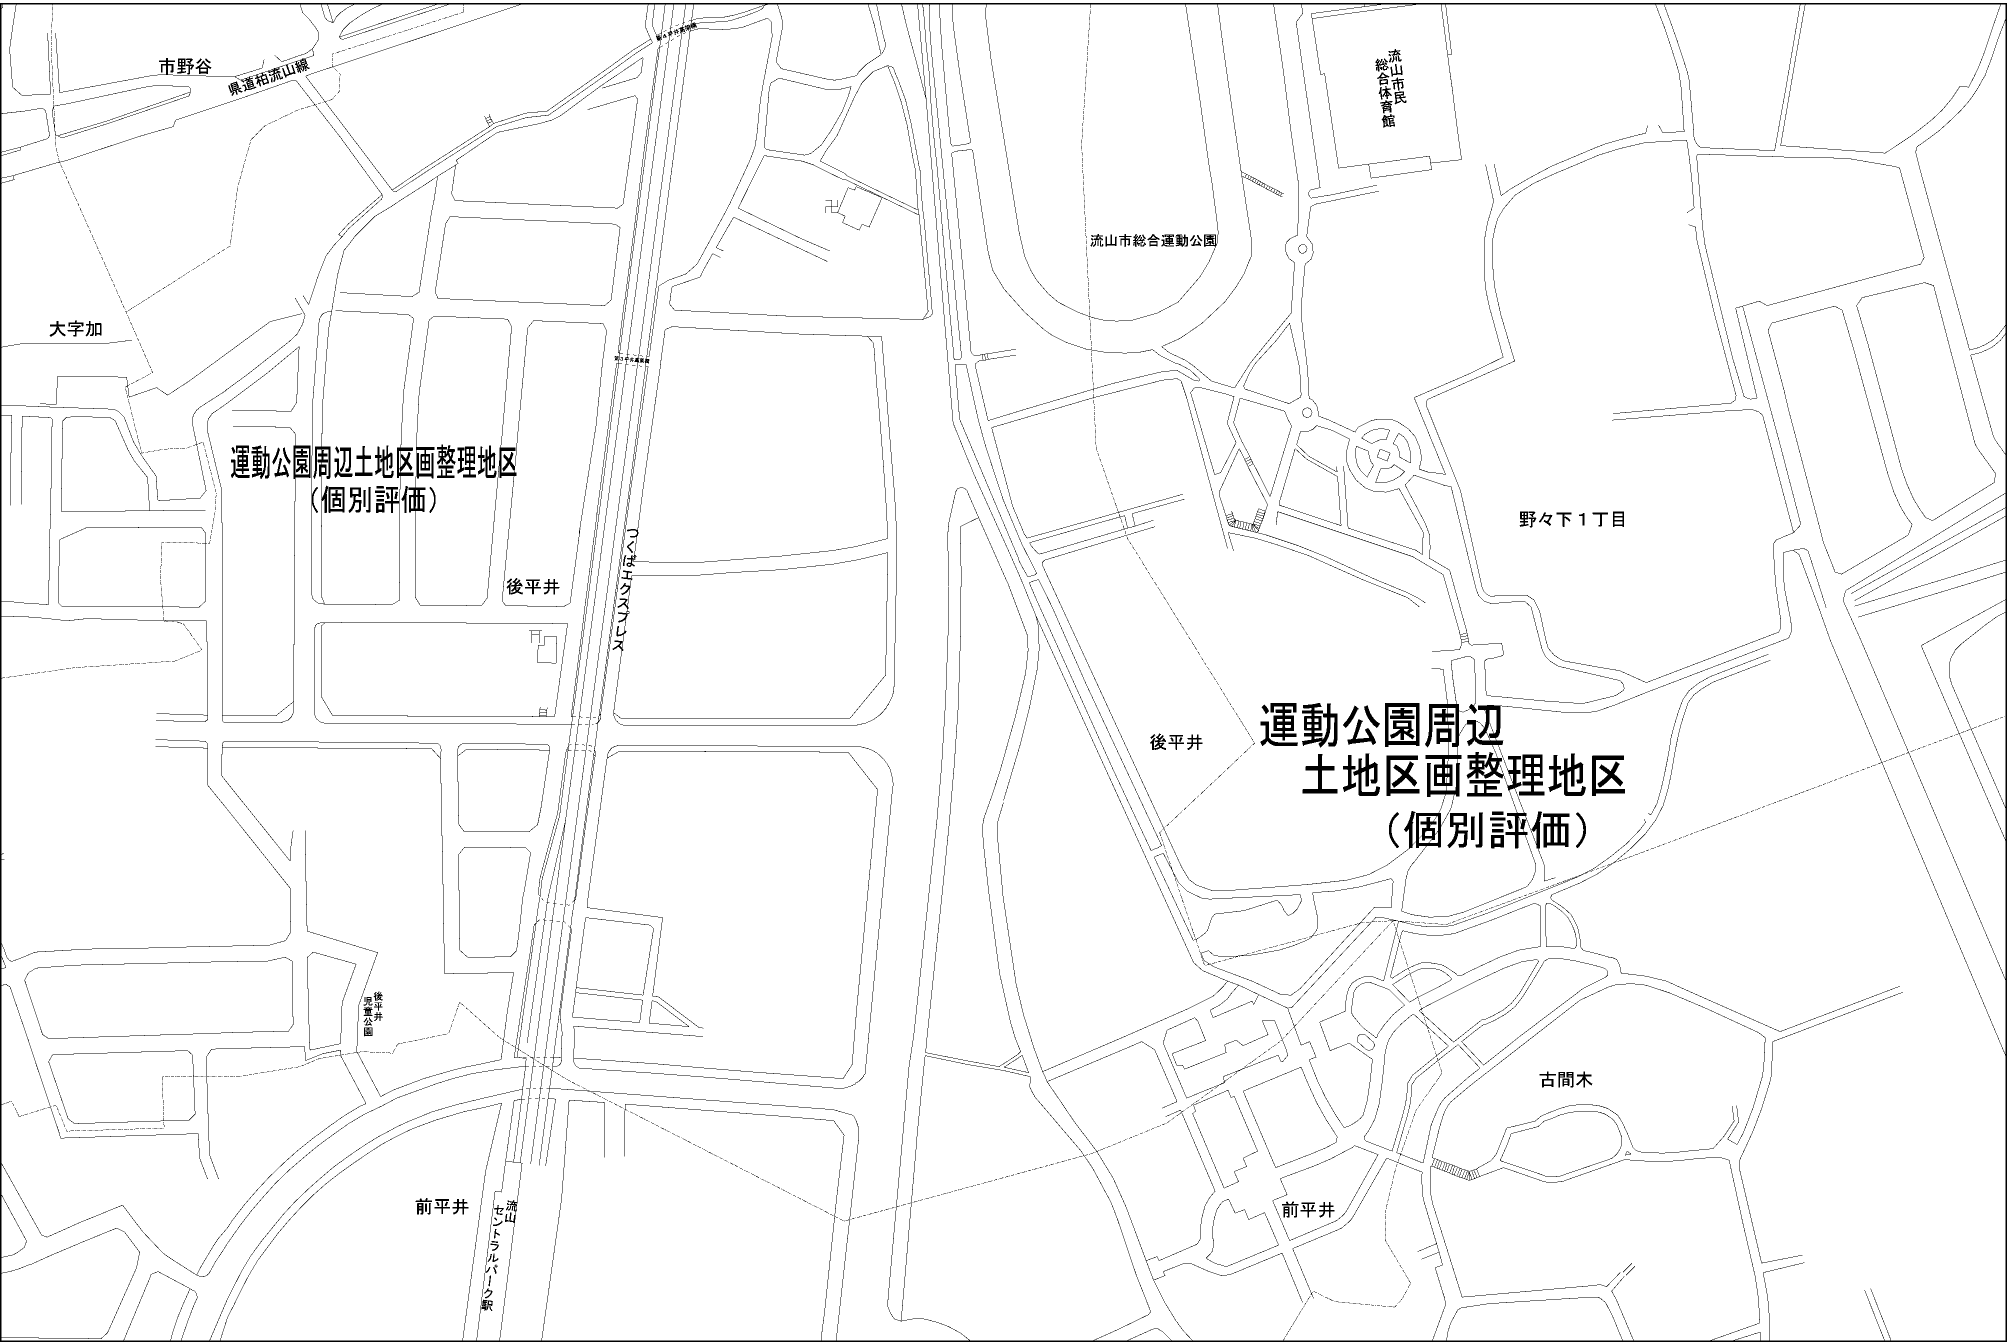 市野谷
県道柏流山線
流山市民
総合体育館
流山市総合運動公園
大字加
運動公園周辺土地区画整理地区
（個別評価）
つくばエクスプレス
後平井
野々下１丁目
後平井
運動公園周辺
土地区画整理地区
（個別評価）
後平井
児童公園
古間木
前平井
流山
セントラルパーク駅
前平井